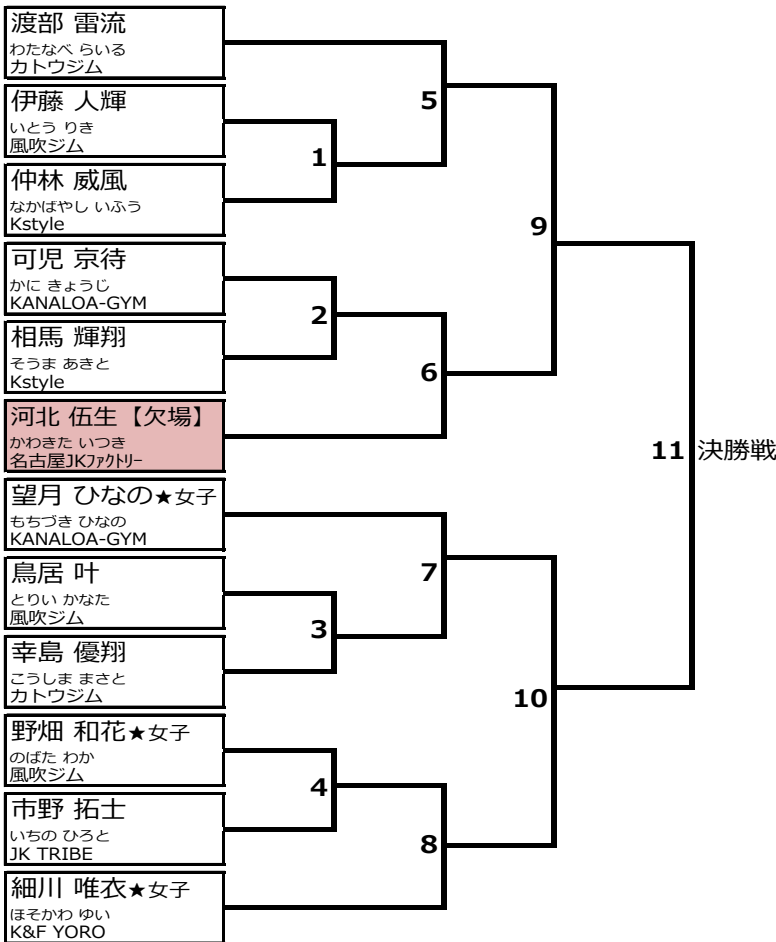 渡部 雷流
わたなべ らいる
カトウジム
伊藤 人輝
いとう りき
風吹ジム
仲林 威風
なかばやし いふう
Kstyle
可児 京待
かに きょうじ
KANALOA-GYM
相馬 輝翔
そうま あきと
Kstyle
河北 伍生【欠場】
かわきた いつき
名古屋JKファクトリー
望月 ひなの★女子
もちづき ひなの
KANALOA-GYM
鳥居 叶
とりい かなた
風吹ジム
幸島 優翔
こうしま まさと
カトウジム
野畑 和花★女子
のばた わか
風吹ジム
市野 拓士
いちの ひろと
JK TRIBE
細川 唯衣★女子
ほそかわ ゆい
K&F YORO
1
2
3
4
5
6
7
8
9
10
11 決勝戦